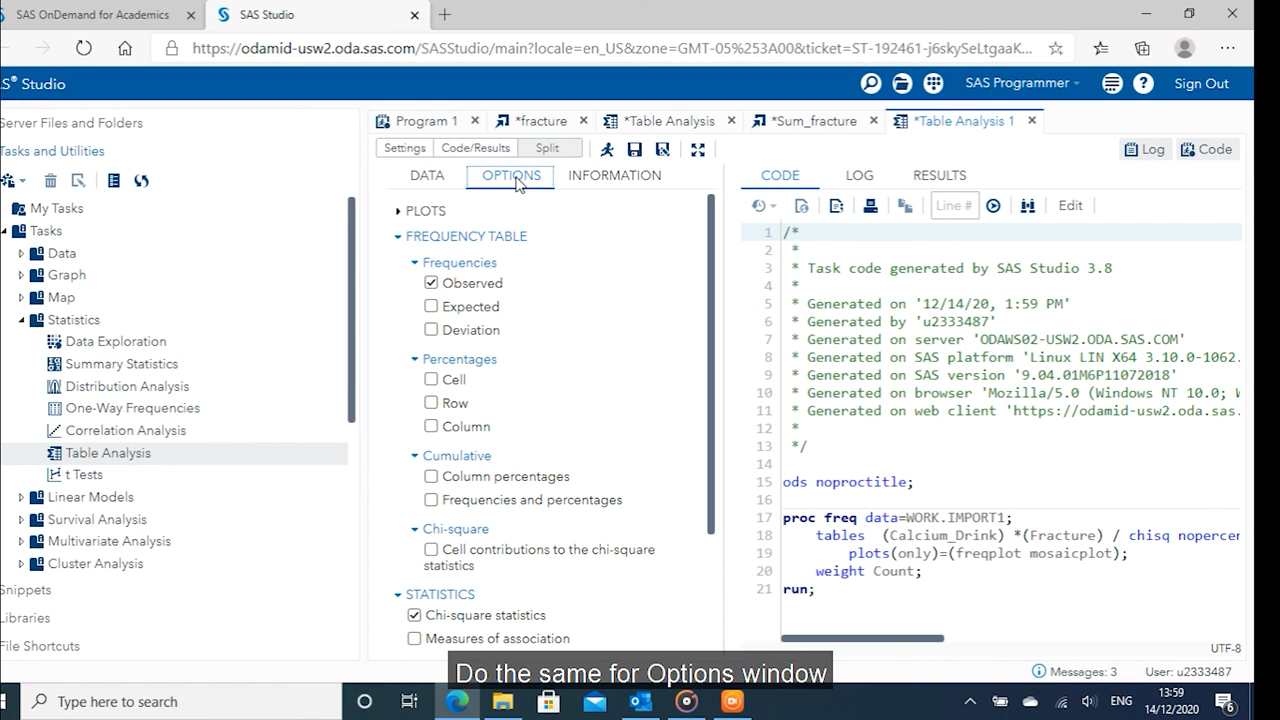 SAS OnDemand for Academics
SAS Studio
https://odamid-usw2.oda.sas.com/SASStudio/main?locale=en_US&zone=GMT-05%253A00&ticket=ST-192461-j6skySeLtgaaK...
AS® Studio
SAS Programmer
Sign Out
Server Files and Folders
Tasks and Utilities
My Tasks
Tasks
Data
Graph
Map
Statistics
Data Exploration
Summary Statistics
Distribution Analysis
One-Way Frequencies
Correlation Analysis
Table Analysis
t Tests
Linear Models
Survival Analysis
Multivariate Analysis
Cluster Analysis
Snippets
Libraries
File Shortcuts
Program 1
*fracture
*Table Analysis
*Sum_fracture
*Table Analysis 1
Settings Code/Results Split
Log Code
DATA OPTIONS INFORMATION
PLOTS
FREQUENCY TABLE
Frequencies
Observed
Expected
Deviation
Percentages
Cell
Row
Column
Cumulative
Column percentages
Frequencies and percentages
Chi-square
Cell contributions to the chi-square
statistics
STATISTICS
Chi-square statistics
Measures of association
CODE LOG RESULTS
Line # Edit
1 /*
2 *
3 * Task code generated by SAS Studio 3.8
4 *
5 * Generated on '12/14/20, 1:59 PM'
6 * Generated by 'u2333487'
7 * Generated on server 'ODAWS02-USW2.ODA.SAS.COM'
8 * Generated on SAS platform 'Linux LIN X64 3.10.0-1062.
9 * Generated on SAS version '9.04.01M6P11072018'
10 * Generated on browser 'Mozilla/5.0 (Windows NT 10.0; W
11 * Generated on web client 'https://odamid-usw2.oda.sas.
12 *
13 */
14
15 ods noproctitle;
16
17 proc freq data=WORK.IMPORT1;
18 tables (Calcium_Drink) *(Fracture) / chisq nopercen
19 plots(only)=(freqplot mosaicplot);
20 weight Count;
21 run;
UTF-8
Messages: 3 User: u2333487
Do the same for Options window
Type here to search
ENG
13:59
14/12/2020
6